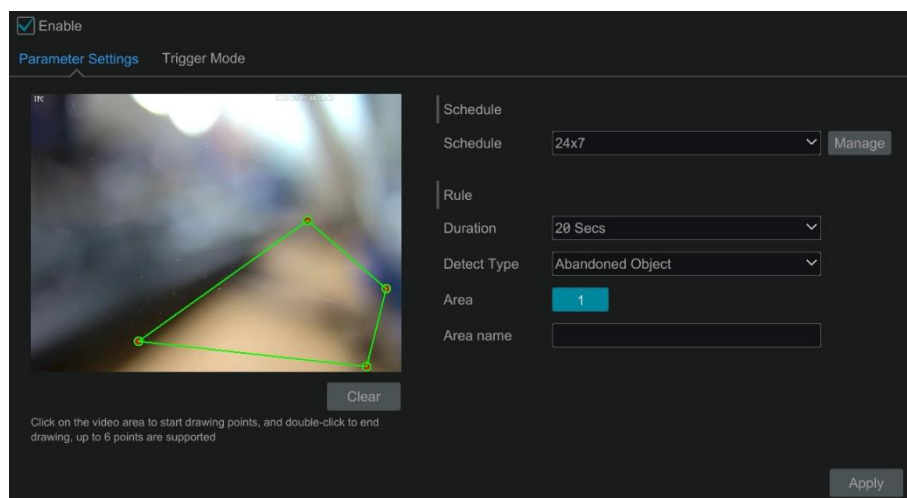 Enable
Parameter Settings Trigger Mode
IPC
Schedule
Schedule 24x7 Manage
Rule
Duration 20 Secs
Detect Type Abandoned Object
Area 1
Area name
Clear
Click on the video area to start drawing points, and double-click to end
drawing, up to 6 points are supported
Apply